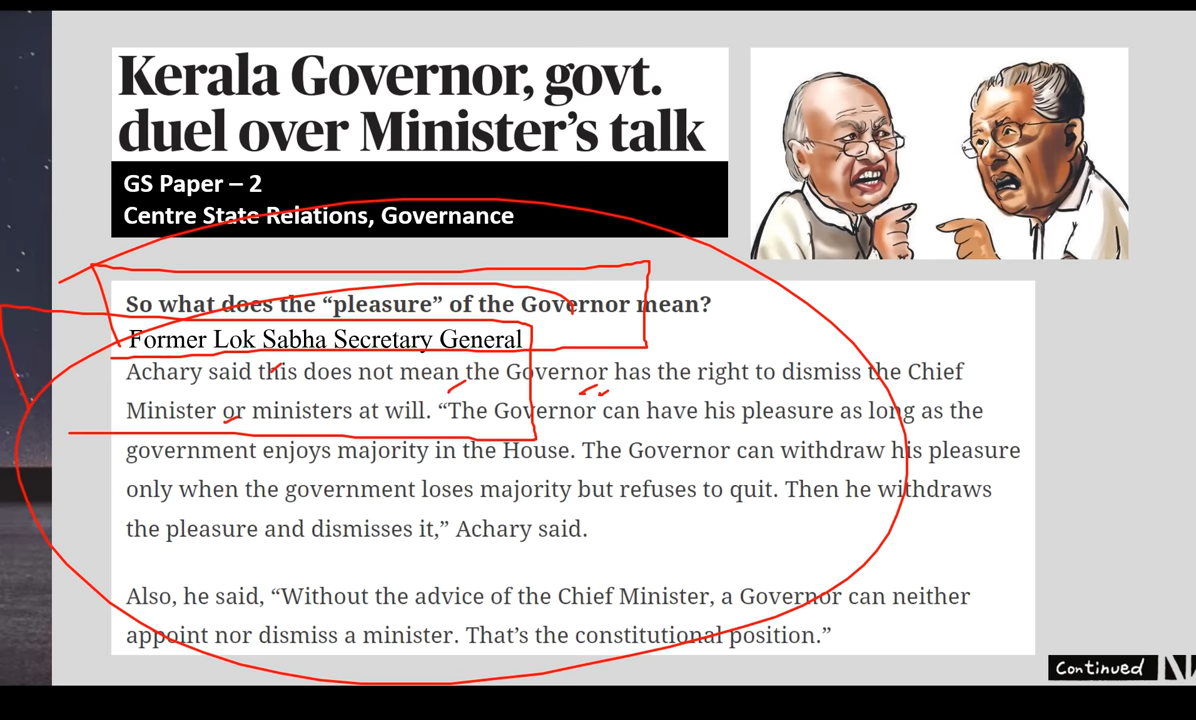 Kerala Governor, govt.
duel over Minister's talk
GS Paper – 2
Centre State Relations, Governance
So what does the “pleasure” of the Governor mean?
Former Lok Sabha Secretary General
Achary said this does not mean the Governor has the right to dismiss the Chief
Minister or ministers at will. “The Governor can have his pleasure as long as the
government enjoys majority in the House. The Governor can withdraw his pleasure
only when the government loses majority but refuses to quit. Then he withdraws
the pleasure and dismisses it,” Achary said.
Also, he said, “Without the advice of the Chief Minister, a Governor can neither
appoint nor dismiss a minister. That’s the constitutional position.”
Continued